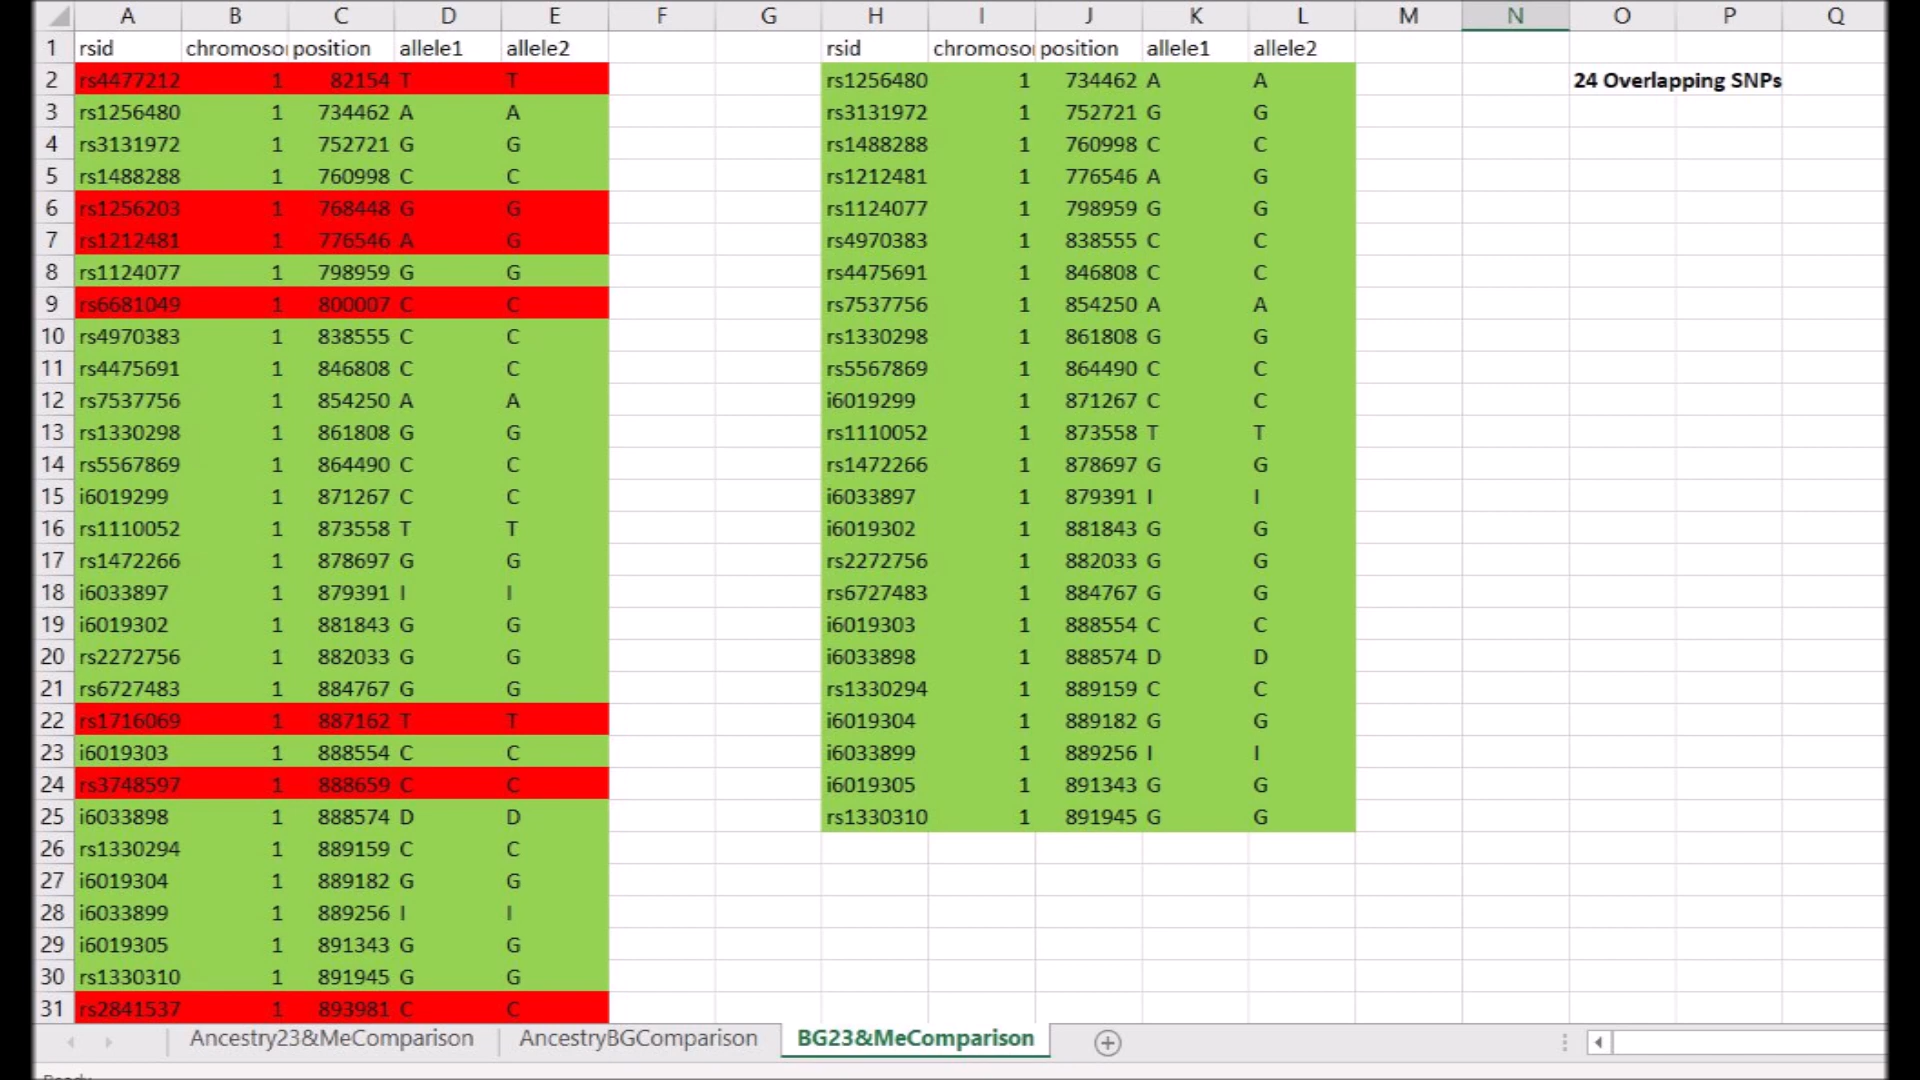 A B C D E F G H I J K L M N O P Q
1 rsid chromoso position allele1 allele2 rsid chromoso position allele1 allele2
2 rs4477212 1 82154 T T rs1256480 1 734462 A A 24 Overlapping SNPs
3 rs1256480 1 734462 A A rs3131972 1 752721 G G
4 rs3131972 1 752721 G G rs1488288 1 760998 C C
5 rs1488288 1 760998 C C rs1212481 1 776546 A G
6 rs1256203 1 768448 G G rs1124077 1 798959 G G
7 rs1212481 1 776546 A G rs4970383 1 838555 C C
8 rs1124077 1 798959 G G rs4475691 1 846808 C C
9 rs6681049 1 800007 C C rs7537756 1 854250 A A
10 rs4970383 1 838555 C C rs1330298 1 861808 G G
11 rs4475691 1 846808 C C rs5567869 1 864490 C C
12 rs7537756 1 854250 A A i6019299 1 871267 C C
13 rs1330298 1 861808 G G rs1110052 1 873558 T T
14 rs5567869 1 864490 C C rs1472266 1 878697 G G
15 i6019299 1 871267 C C i6033897 1 879391 I I
16 rs1110052 1 873558 T T i6019302 1 881843 G G
17 rs1472266 1 878697 G G rs2272756 1 882033 G G
18 i6033897 1 879391 I I rs6727483 1 884767 G G
19 i6019302 1 881843 G G i6019303 1 888554 C C
20 rs2272756 1 882033 G G i6033898 1 888574 D D
21 rs6727483 1 884767 G G rs1330294 1 889159 C C
22 rs1716069 1 887162 T T i6019304 1 889182 G G
23 i6019303 1 888554 C C i6033899 1 889256 I I
24 rs3748597 1 888659 C C i6019305 1 891343 G G
25 i6033898 1 888574 D D rs1330310 1 891945 G G
26 rs1330294 1 889159 C C
27 i6019304 1 889182 G G
28 i6033899 1 889256 I I
29 i6019305 1 891343 G G
30 rs1330310 1 891945 G G
31 rs2841537 1 893981 C C
Ancestry23&MeComparison AncestryBGComparison BG23&MeComparison